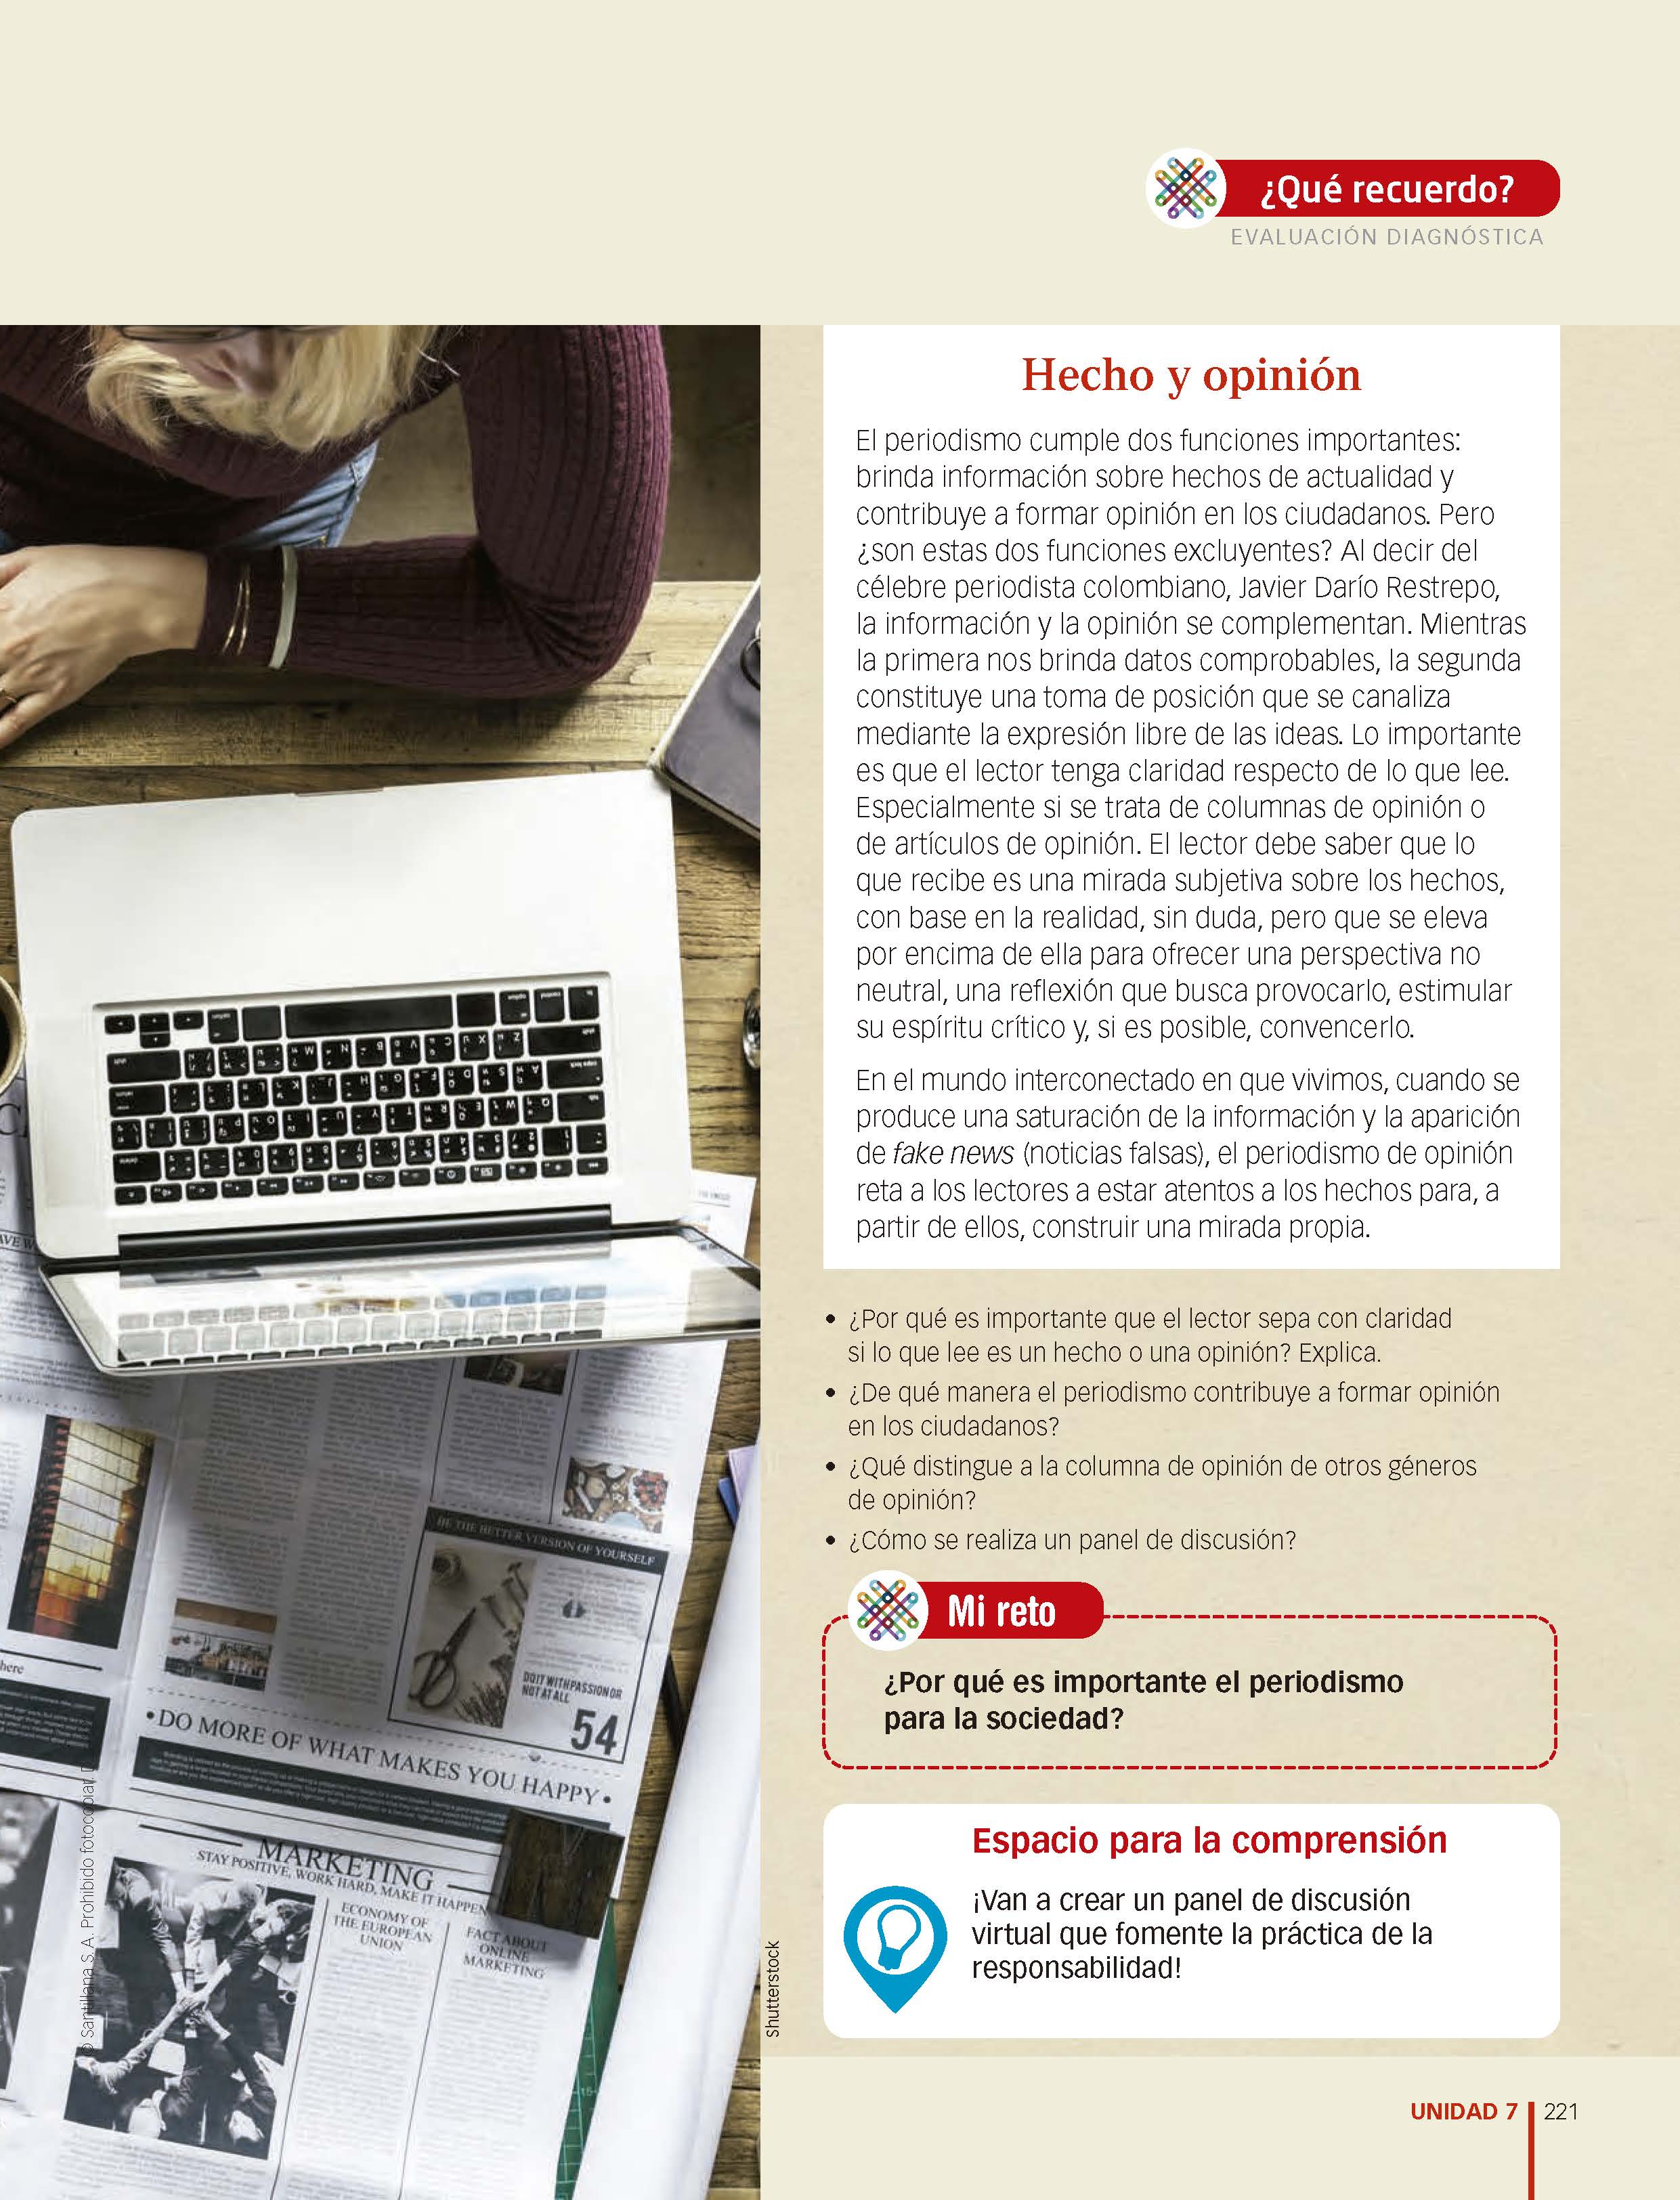 ¿Qué recuerdo?
EVALUACIÓN DIAGNÓSTICA
Hecho y opinión
El periodismo cumple dos funciones importantes:
brinda información sobre hechos de actualidad y
contribuye a formar opinión en los ciudadanos. Pero
¿son estas dos funciones excluyentes? Al decir del
célebre periodista colombiano, Javier Darío Restrepo,
la información y la opinión se complementan. Mientras
la primera nos brinda datos comprobables, la segunda
constituye una toma de posición que se canaliza
mediante la expresión libre de las ideas. Lo importante
es que el lector tenga claridad respecto de lo que lee.
Especialmente si se trata de columnas de opinión o
de artículos de opinión. El lector debe saber que lo
que recibe es una mirada subjetiva sobre los hechos,
con base en la realidad, sin duda, pero que se eleva
por encima de ella para ofrecer una perspectiva no
neutral, una reflexión que busca provocarlo, estimular
su espíritu crítico y, si es posible, convencerlo.
En el mundo interconectado en que vivimos, cuando se
produce una saturación de la información y la aparición
de fake news (noticias falsas), el periodismo de opinión
reta a los lectores a estar atentos a los hechos para, a
partir de ellos, construir una mirada propia.
• ¿Por qué es importante que el lector sepa con claridad
si lo que lee es un hecho o una opinión? Explica.
• ¿De qué manera el periodismo contribuye a formar opinión
en los ciudadanos?
• ¿Qué distingue a la columna de opinión de otros géneros
de opinión?
• ¿Cómo se realiza un panel de discusión?
Mi reto
¿Por qué es importante el periodismo
para la sociedad?
Espacio para la comprensión
¡Van a crear un panel de discusión
virtual que fomente la práctica de la
responsabilidad!
BE THE BETTER VERSION OF YOURSELF
DO IT WITH PASSION OR
NOT AT ALL
54
here
•DO MORE OF WHAT MAKES YOU HAPPY•
MARKETING
STAY POSITIVE, WORK HARD, MAKE IT HAPPEN
ECONOMY OF
THE EUROPEAN
UNION
FACT ABOUT
ONLINE
MARKETING
© Santillana S. A. Prohibido fotocopiar.
Shutterstock
UNIDAD 7
221